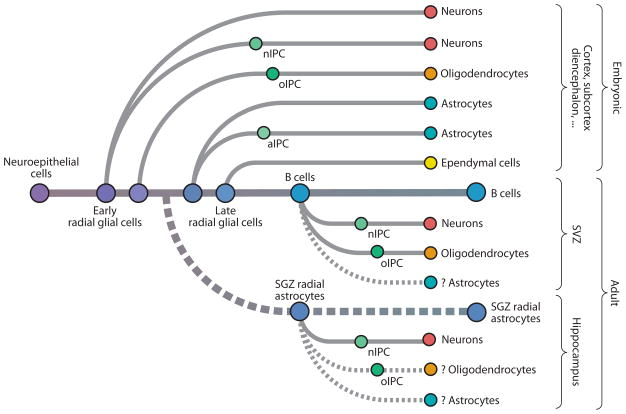 Neurons
Neurons
nIPC
Oligodendrocytes
oIPC
Astrocytes
Astrocytes
aIPC
Ependymal cells
Cortex, subcortex
diencephalon, ...
Embryonic
Neuroepithelial
cells
Early
radial glial cells
Late
radial glial cells
B cells
B cells
Neurons
nIPC
Oligodendrocytes
oIPC
? Astrocytes
SVZ
Adult
SGZ radial
astrocytes
SGZ radial
astrocytes
Neurons
nIPC
? Oligodendrocytes
oIPC
? Astrocytes
Hippocampus